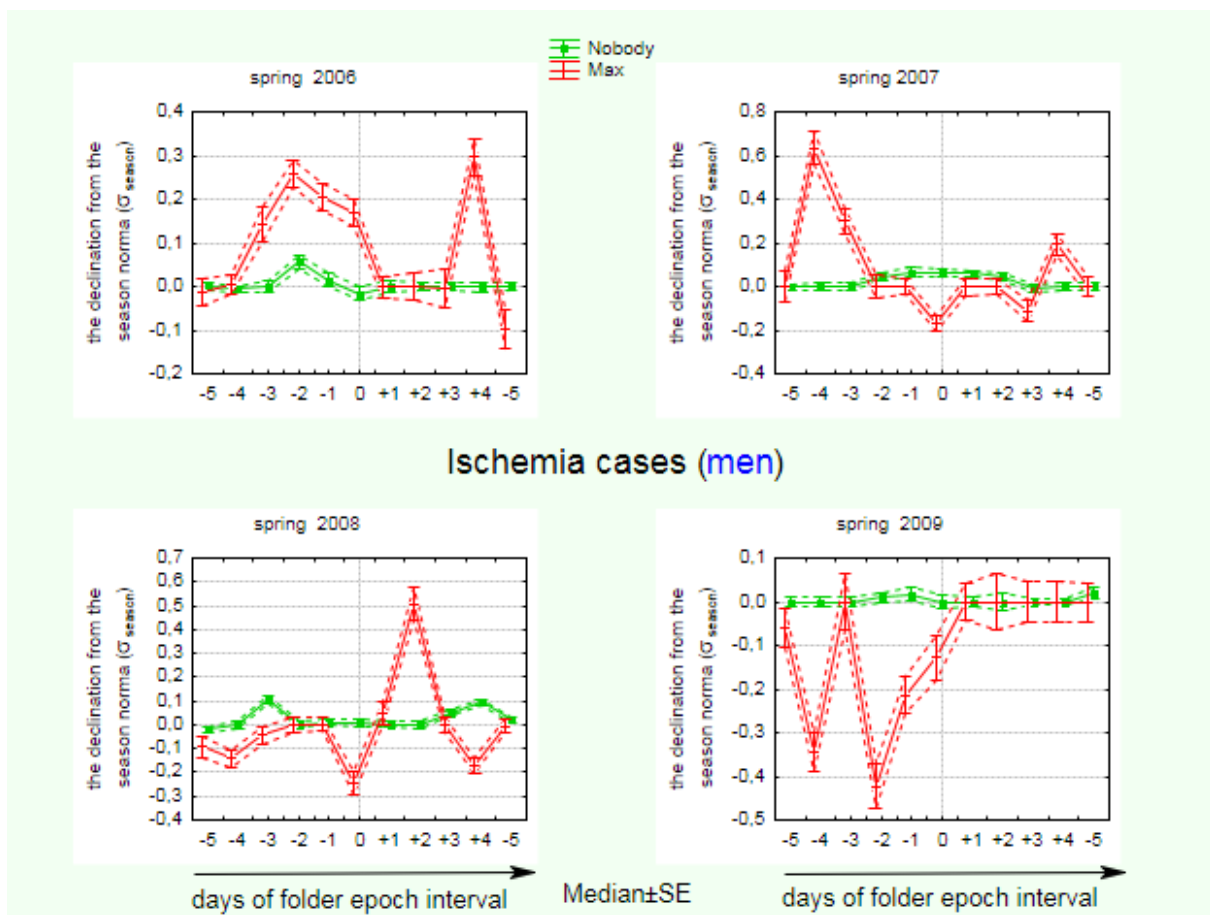 Nobody
Max
spring 2006
the declination from the
season norma (σ season)
0,4
0,3
0,2
0,1
0,0
-0,1
-0,2
-5 -4 -3 -2 -1 0 +1 +2 +3 +4 -5
spring 2007
the declination from the
season norma (σ season)
0,8
0,6
0,4
0,2
0,0
-0,2
-0,4
-5 -4 -3 -2 -1 0 +1 +2 +3 +4 -5
Ischemia cases (men)
spring 2008
the declination from the
season norma (σ season)
0,7
0,6
0,5
0,4
0,3
0,2
0,1
0,0
-0,1
-0,2
-0,3
-0,4
-5 -4 -3 -2 -1 0 +1 +2 +3 +4 -5
spring 2009
the declination from the
season norma (σ season)
0,1
0,0
-0,1
-0,2
-0,3
-0,4
-0,5
-5 -4 -3 -2 -1 0 +1 +2 +3 +4 -5
days of folder epoch interval
Median±SE
days of folder epoch interval